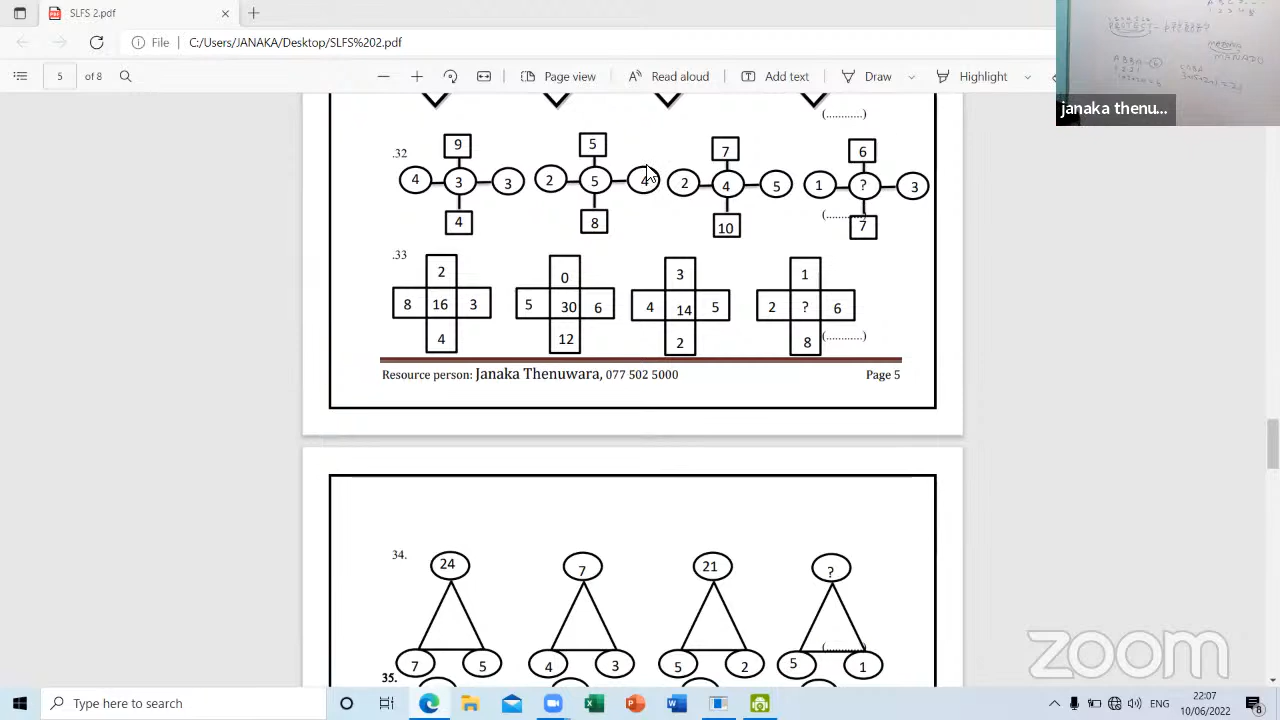 SLFS 2.pdf
File C:/Users/JANAKA/Desktop/SLFS%202.pdf
5 of 8 Page view Read aloud Add text Draw Highlight
janaka thenu...
(............)
.32
9 5 7 6
4 3 3 2 5 4 2 4 5 1 ? 3
(............)
4 8 10 7
.33
2 0 3 1
8 16 3 5 30 6 4 14 5 2 ? 6
4 12 2 8 (............)
Resource person: Janaka Thenuwara, 077 502 5000 Page 5
34.
24 7 21 ?
(............)
7 5 4 3 5 2 5 1
35.
zoom
Type here to search
ENG
22:07
10/06/2022
8